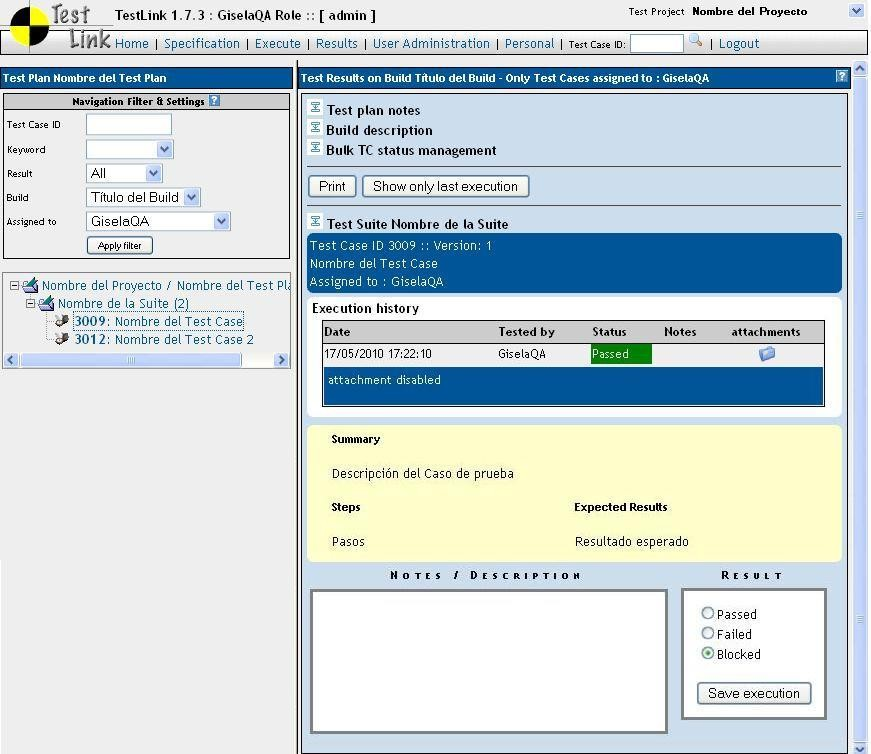 Test Link
TestLink 1.7.3 : GiselaQA Role :: [ admin ]
Test Project Nombre del Proyecto
Home | Specification | Execute | Results | User Administration | Personal | Test Case ID: | Logout
Test Plan Nombre del Test Plan
Navigation Filter & Settings ?
Test Case ID
Keyword
Result All
Build Título del Build
Assigned to GiselaQA
Apply filter
Nombre del Proyecto / Nombre del Test Pla
Nombre de la Suite (2)
3009: Nombre del Test Case
3012: Nombre del Test Case 2
Test Results on Build Título del Build - Only Test Cases assigned to : GiselaQA ?
Test plan notes
Build description
Bulk TC status management
Print Show only last execution
Test Suite Nombre de la Suite
Test Case ID 3009 :: Version: 1
Nombre del Test Case
Assigned to : GiselaQA
Execution history
Date Tested by Status Notes attachments
17/05/2010 17:22:10 GiselaQA Passed
attachment disabled
Summary
Descripción del Caso de prueba
Steps Expected Results
Pasos Resultado esperado
Notes / Description
Result
Passed
Failed
Blocked
Save execution